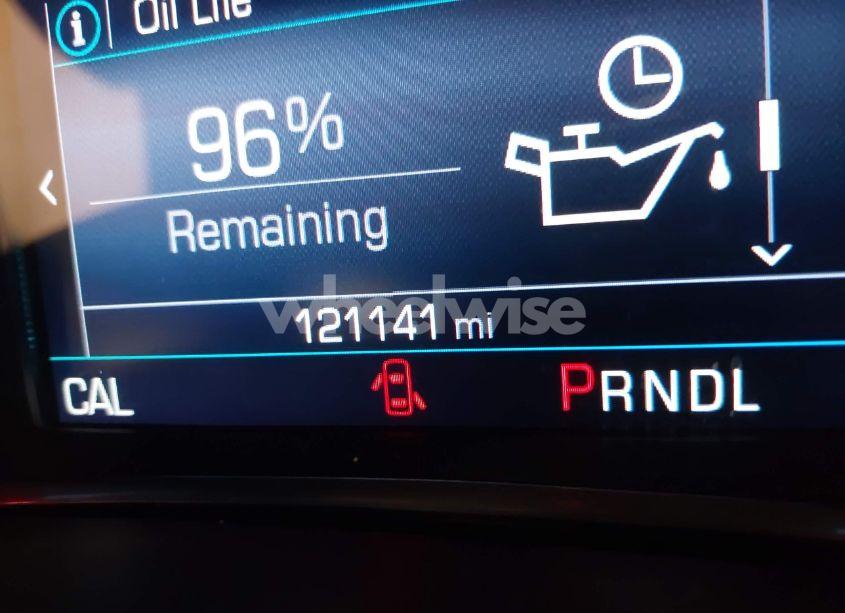 Oil Life
96%
Remaining
121141 mi
wheelwise
CAL
PRNDL